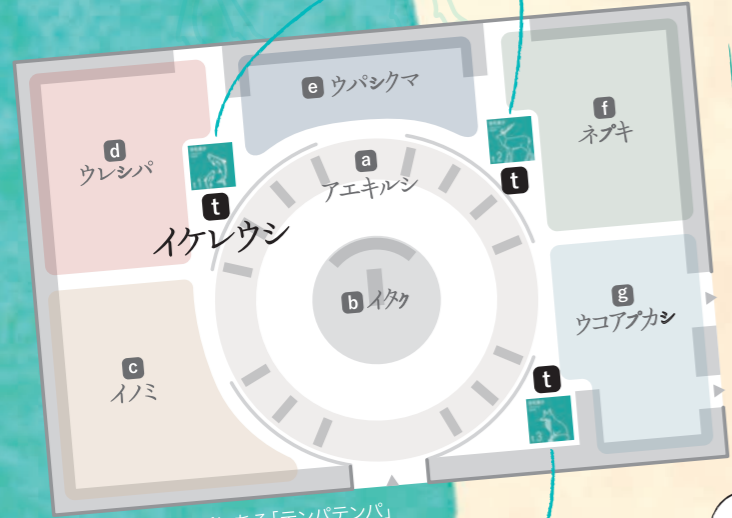 e ウパシクマ
f
ネプキ
d
ウレシパ
a
アエキルシ
t
t
イケレウシ
b イタク
g
ウコアプカシ
c
イノミ
t
ある「テンパテンパ」